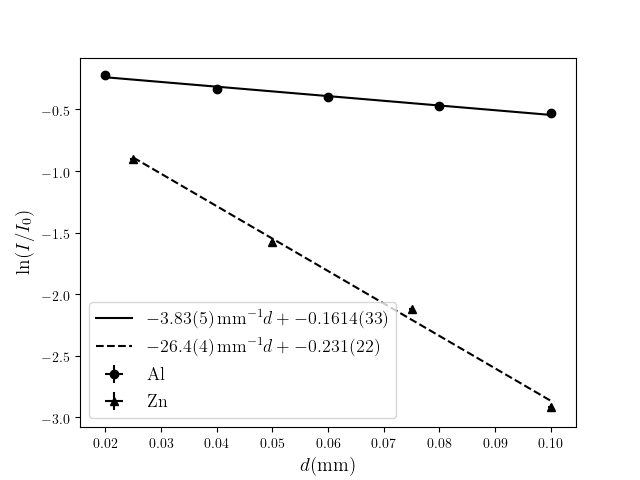 −0.5
−1.0
−1.5
−2.0
−2.5
−3.0
ln(I/I₀)
−3.83(5) mm⁻¹d + −0.1614(33)
−26.4(4) mm⁻¹d + −0.231(22)
Al
Zn
0.02 0.03 0.04 0.05 0.06 0.07 0.08 0.09 0.10
d(mm)